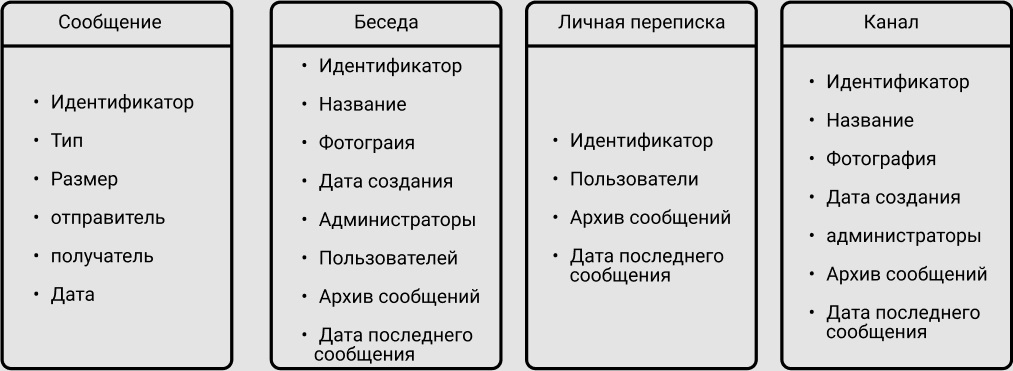 Сообщение
• Идентификатор
• Тип
• Размер
• отправитель
• получатель
• Дата
Беседа
• Идентификатор
• Название
• Фотограия
• Дата создания
• Администраторы
• Пользователей
• Архив сообщений
• Дата последнего
сообщения
Личная переписка
• Идентификатор
• Пользователи
• Архив сообщений
• Дата последнего
сообщения
Канал
• Идентификатор
• Название
• Фотография
• Дата создания
• администраторы
• Архив сообщений
• Дата последнего
сообщения